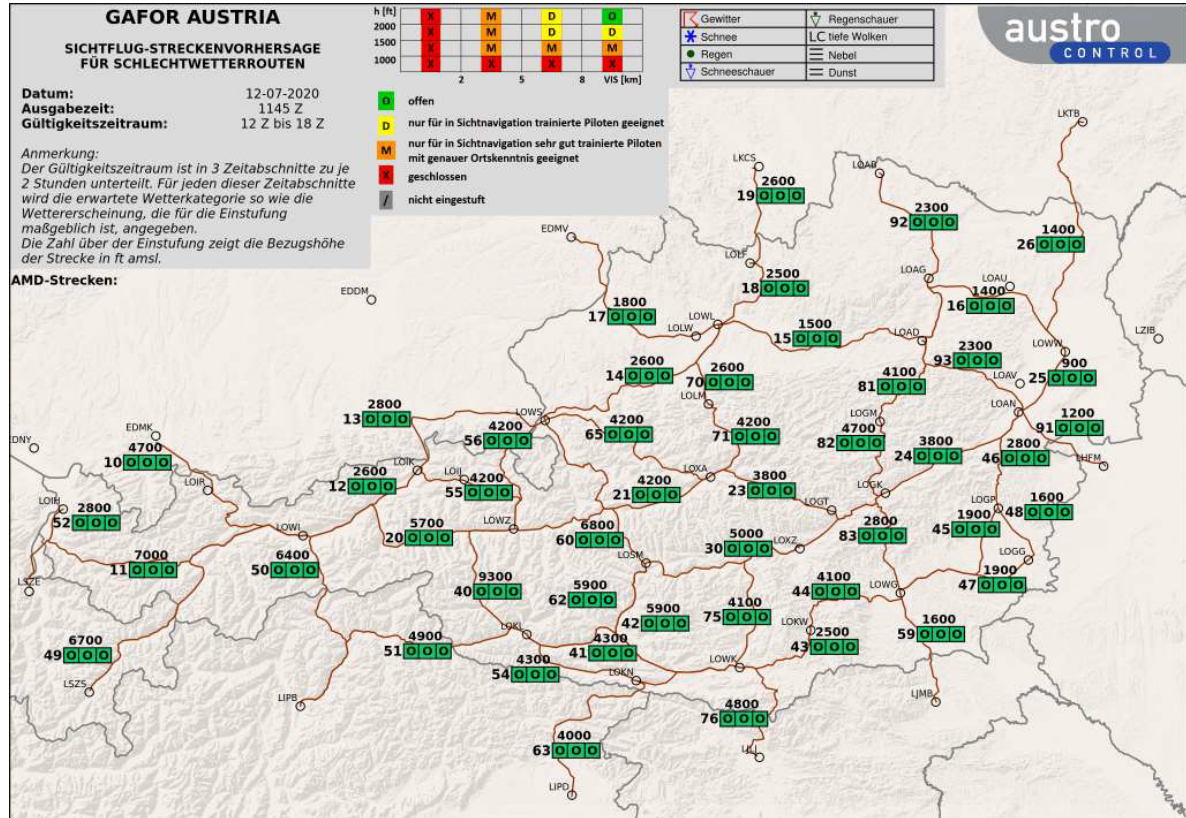 GAFOR AUSTRIA
SICHTFLUG-STRECKENVORHERSAGE
FÜR SCHLECHTWETTERROUTEN
Datum: 12-07-2020
Ausgabezeit: 1145 Z
Gültigkeitszeitraum: 12 Z bis 18 Z
Anmerkung:
Der Gültigkeitszeitraum ist in 3 Zeitabschnitte zu je
2 Stunden unterteilt. Für jeden dieser Zeitabschnitte
wird die erwartete Wetterkategorie so wie die
Wettererscheinung, die für die Einstufung
maßgeblich ist, angegeben.
Die Zahl über der Einstufung zeigt die Bezugshöhe
der Strecke in ft amsl.
AMD-Strecken:
h [ft]
X M D O
2000
X M D D
1500
X M M M
1000
X X X X
2 5 8 VIS [km]
O offen
D nur für in Sichtnavigation trainierte Piloten geeignet
M nur für in Sichtnavigation sehr gut trainierte Piloten
mit genauer Ortskenntnis geeignet
X geschlossen
/ nicht eingestuft
Gewitter Regenschauer
Schnee LC tiefe Wolken
Regen Nebel
Schneeschauer Dunst
austro
CONTROL
LKTB
LKCS
LOAB
2600
19 O O O
2300
92 O O O
EDMV
1400
26 O O O
LOLF
2500
18 O O O
LOAG
LOAU
1400
16 O O O
EDDM
1800
17 O O O
LOLW
LOWL
1500
15 O O O
LOAD
LZIB
LOWW
2300
93 O O O
2600
14 O O O
2600
70 O O O
4100
81 O O O
LOAV
900
25 O O O
LOLM
2800
13 O O O
LOWS
LOGM
LOAN
1200
91 O O O
EDMK
4200
56 O O O
4200
65 O O O
4200
71 O O O
4700
82 O O O
DNY
4700
10 O O O
3800
24 O O O
2800
46 O O O
LHFM
LOIR
2600
12 O O O
LOIK
LOIJ
4200
55 O O O
4200
21 O O O
LOXA
3800
23 O O O
LOGK
LOIH
2800
52 O O O
LOGT
LOGP
1600
48 O O O
1900
45 O O O
LOWI
5700
20 O O O
LOWZ
6800
60 O O O
5000
30 O O O
LOXZ
2800
83 O O O
LOGG
7000
11 O O O
6400
50 O O O
LOSM
1900
47 O O O
LSZE
9300
40 O O O
5900
62 O O O
4100
44 O O O
LOWG
5900
42 O O O
4100
75 O O O
LOKW
2500
43 O O O
1600
59 O O O
LOKL
6700
49 O O O
4900
51 O O O
4300
41 O O O
4300
54 O O O
LOKN
LOWK
LSZS
LIPB
LJMB
4800
76 O O O
4000
63 O O O
LIPD